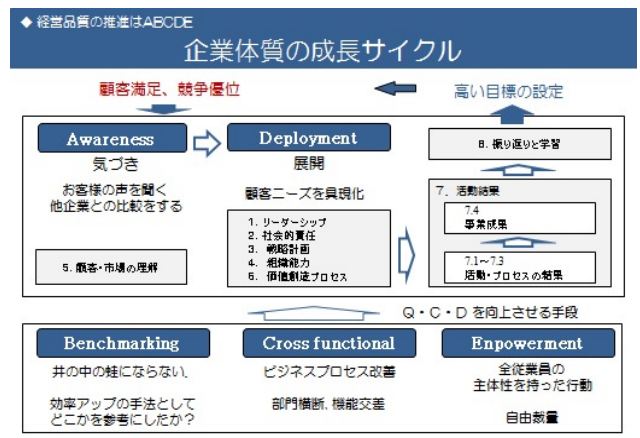 ◆ 経営品質の推進はABCDE
企業体質の成長サイクル
顧客満足、競争優位
高い目標の設定
Awareness
気づき
お客様の声を聞く
他企業との比較をする
5. 顧客・市場の理解
Deployment
展開
顧客ニーズを具現化
1. リーダーシップ
2. 社会的責任
3. 戦略計画
4. 組織能力
6. 価値創造プロセス
8. 振り返りと学習
7. 活動結果
7.4
事業成果
7.1～7.3
活動・プロセスの結果
Q・C・D を向上させる手段
Benchmarking
井の中の蛙にならない、
効率アップの手法として
どこかを参考にしたか？
Cross functional
ビジネスプロセス改善
部門横断、機能交差
Enpowerment
全従業員の
主体性を持った行動
自由裁量